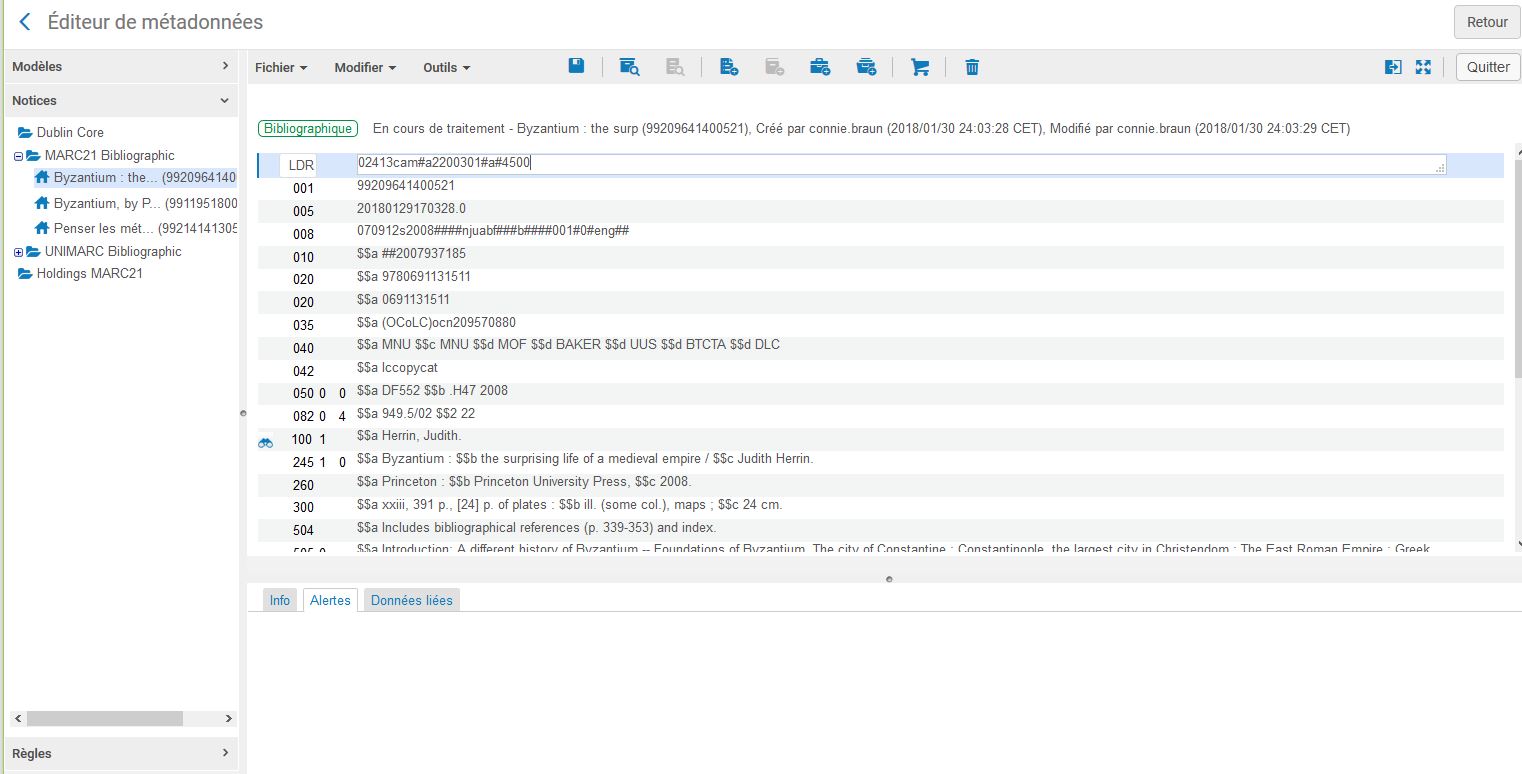 Éditeur de métadonnées
Retour
Modèles
Notices
Dublin Core
MARC21 Bibliographic
Byzantium : the... (992096140
Byzantium, by P... (9911951800
Penser les mét... (99214141305
UNIMARC Bibliographic
Holdings MARC21
Règles
Fichier Modifier Outils
Quitter
Bibliographique En cours de traitement - Byzantium : the surp (99209641400521), Créé par connie.braun (2018/01/30 24:03:28 CET), Modifié par connie.braun (2018/01/30 24:03:29 CET)
LDR 02413cam#a2200301#a#4500
001 99209641400521
005 20180129170328.0
008 070912s2008####njuabf###b####001#0#eng##
010 $$a ##2007937185
020 $$a 9780691131511
020 $$a 0691131511
035 $$a (OCoLC)ocn209570880
040 $$a MNU $$c MNU $$d MOF $$d BAKER $$d UUS $$d BTCTA $$d DLC
042 $$a lccopycat
050 0 0 $$a DF552 $$b .H47 2008
082 0 4 $$a 949.5/02 $$2 22
100 1 $$a Herrin, Judith.
245 1 0 $$a Byzantium : $$b the surprising life of a medieval empire / $$c Judith Herrin.
260 $$a Princeton : $$b Princeton University Press, $$c 2008.
300 $$a xxiii, 391 p., [24] p. of plates : $$b ill. (some col.), maps ; $$c 24 cm.
504 $$a Includes bibliographical references (p. 339-353) and index.
505 0 $$a Introduction: A different history of Byzantium -- Foundations of Byzantium. The city of Constantine ; Constantinople, the largest city in Christendom ; The East Roman Empire ; Greek
Info Alertes Données liées